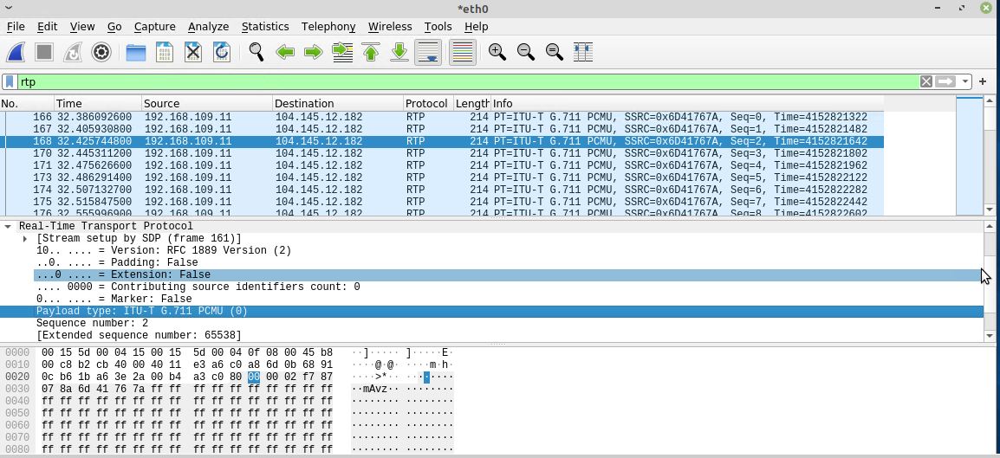 *eth0
File Edit View Go Capture Analyze Statistics Telephony Wireless Tools Help
rtp
No. Time Source Destination Protocol Length Info
166 32.386092600 192.168.109.11 104.145.12.182 RTP 214 PT=ITU-T G.711 PCMU, SSRC=0x6D41767A, Seq=0, Time=4152821322
167 32.405930800 192.168.109.11 104.145.12.182 RTP 214 PT=ITU-T G.711 PCMU, SSRC=0x6D41767A, Seq=1, Time=4152821482
168 32.425744800 192.168.109.11 104.145.12.182 RTP 214 PT=ITU-T G.711 PCMU, SSRC=0x6D41767A, Seq=2, Time=4152821642
170 32.445311200 192.168.109.11 104.145.12.182 RTP 214 PT=ITU-T G.711 PCMU, SSRC=0x6D41767A, Seq=3, Time=4152821802
171 32.475626600 192.168.109.11 104.145.12.182 RTP 214 PT=ITU-T G.711 PCMU, SSRC=0x6D41767A, Seq=4, Time=4152821962
173 32.486291400 192.168.109.11 104.145.12.182 RTP 214 PT=ITU-T G.711 PCMU, SSRC=0x6D41767A, Seq=5, Time=4152822122
174 32.507132700 192.168.109.11 104.145.12.182 RTP 214 PT=ITU-T G.711 PCMU, SSRC=0x6D41767A, Seq=6, Time=4152822282
175 32.515847500 192.168.109.11 104.145.12.182 RTP 214 PT=ITU-T G.711 PCMU, SSRC=0x6D41767A, Seq=7, Time=4152822442
176 32.555996900 192.168.109.11 104.145.12.182 RTP 214 PT=ITU-T G.711 PCMU, SSRC=0x6D41767A, Seq=8, Time=4152822602
Real-Time Transport Protocol
[Stream setup by SDP (frame 161)]
10.. .... = Version: RFC 1889 Version (2)
..0. .... = Padding: False
...0 .... = Extension: False
.... 0000 = Contributing source identifiers count: 0
0... .... = Marker: False
Payload type: ITU-T G.711 PCMU (0)
Sequence number: 2
[Extended sequence number: 65538]
0000 00 15 5d 00 04 15 00 15 5d 00 04 0f 08 00 45 b8 ··]····· ]·····E·
0010 00 c8 b2 cb 40 00 40 11 e3 a6 c0 a8 6d 0b 68 91 ····@·@· ····m·h·
0020 0c b6 1b a6 3e 2a 00 b4 a3 c0 80 00 00 02 f7 87 ····>*·· ········
0030 07 8a 6d 41 76 7a ff ff ff ff ff ff ff ff ff ff ··mAvz·· ········
0040 ff ff ff ff ff ff ff ff ff ff ff ff ff ff ff ff ········ ········
0050 ff ff ff ff ff ff ff ff ff ff ff ff ff ff ff ff ········ ········
0060 ff ff ff ff ff ff ff ff ff ff ff ff ff ff ff ff ········ ········
0070 ff ff ff ff ff ff ff ff ff ff ff ff ff ff ff ff ········ ········
0080 ff ff ff ff ff ff ff ff ff ff ff ff ff ff ff ff ········ ········